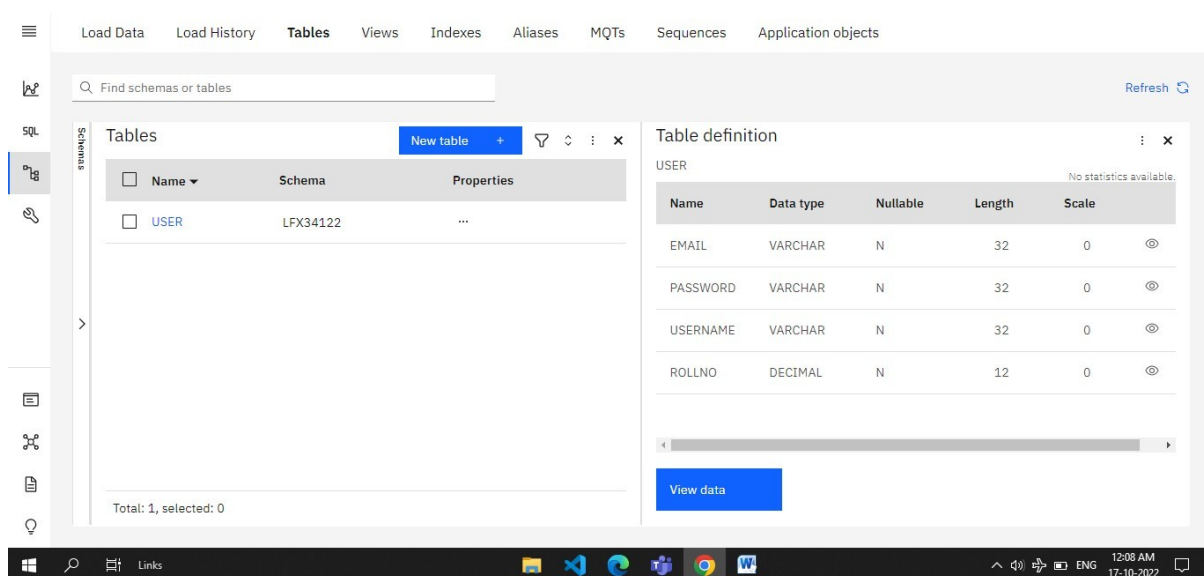 Load Data Load History Tables Views Indexes Aliases MQTs Sequences Application objects
Find schemas or tables
Refresh
SQL
Schemas
Tables
New table +
Name Schema Properties
USER LFX34122 ...
Total: 1, selected: 0
Table definition
USER
No statistics available.
Name Data type Nullable Length Scale
EMAIL VARCHAR N 32 0
PASSWORD VARCHAR N 32 0
USERNAME VARCHAR N 32 0
ROLLNO DECIMAL N 12 0
View data
Links
ENG
12:08 AM
17-10-2022